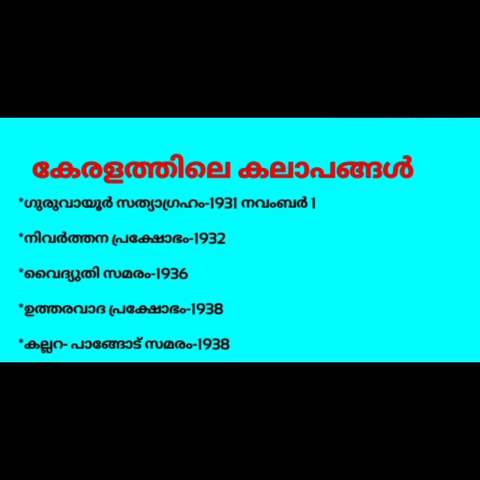 കേരളത്തിലെ കലാപങ്ങൾ
*ഗുരുവായൂർ സത്യാഗ്രഹം-1931 നവംബർ 1
*നിവർത്തന പ്രക്ഷോഭം-1932
*വൈദ്യുതി സമരം-1936
*ഉത്തരവാദ പ്രക്ഷോഭം-1938
*കല്ലറ- പാങ്ങോട് സമരം-1938